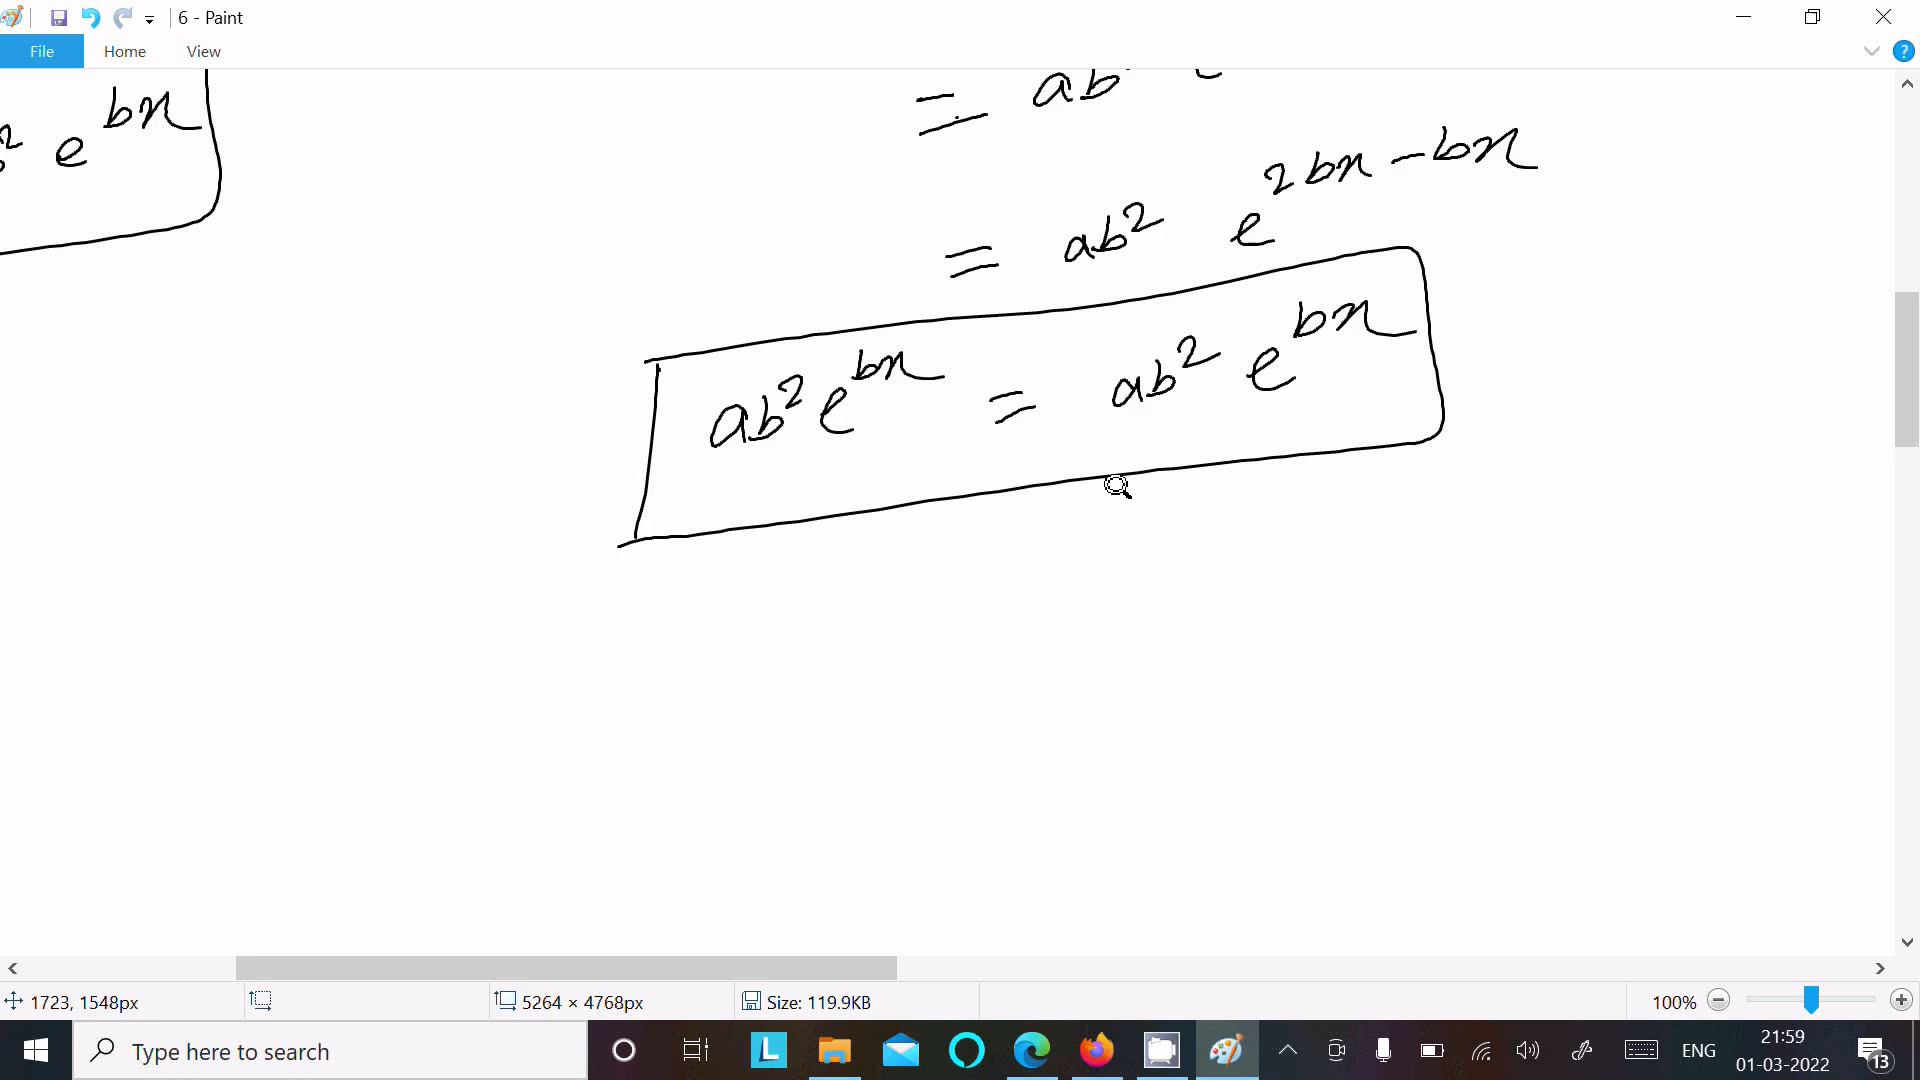 6 - Paint
File Home View
= ab
² e^{bx}
= ab² e^{2bx-bx}
ab²e^{bx} = ab² e^{bx}
1723, 1548px 5264 × 4768px Size: 119.9KB 100%
Type here to search L ENG 21:59
01-03-2022 13